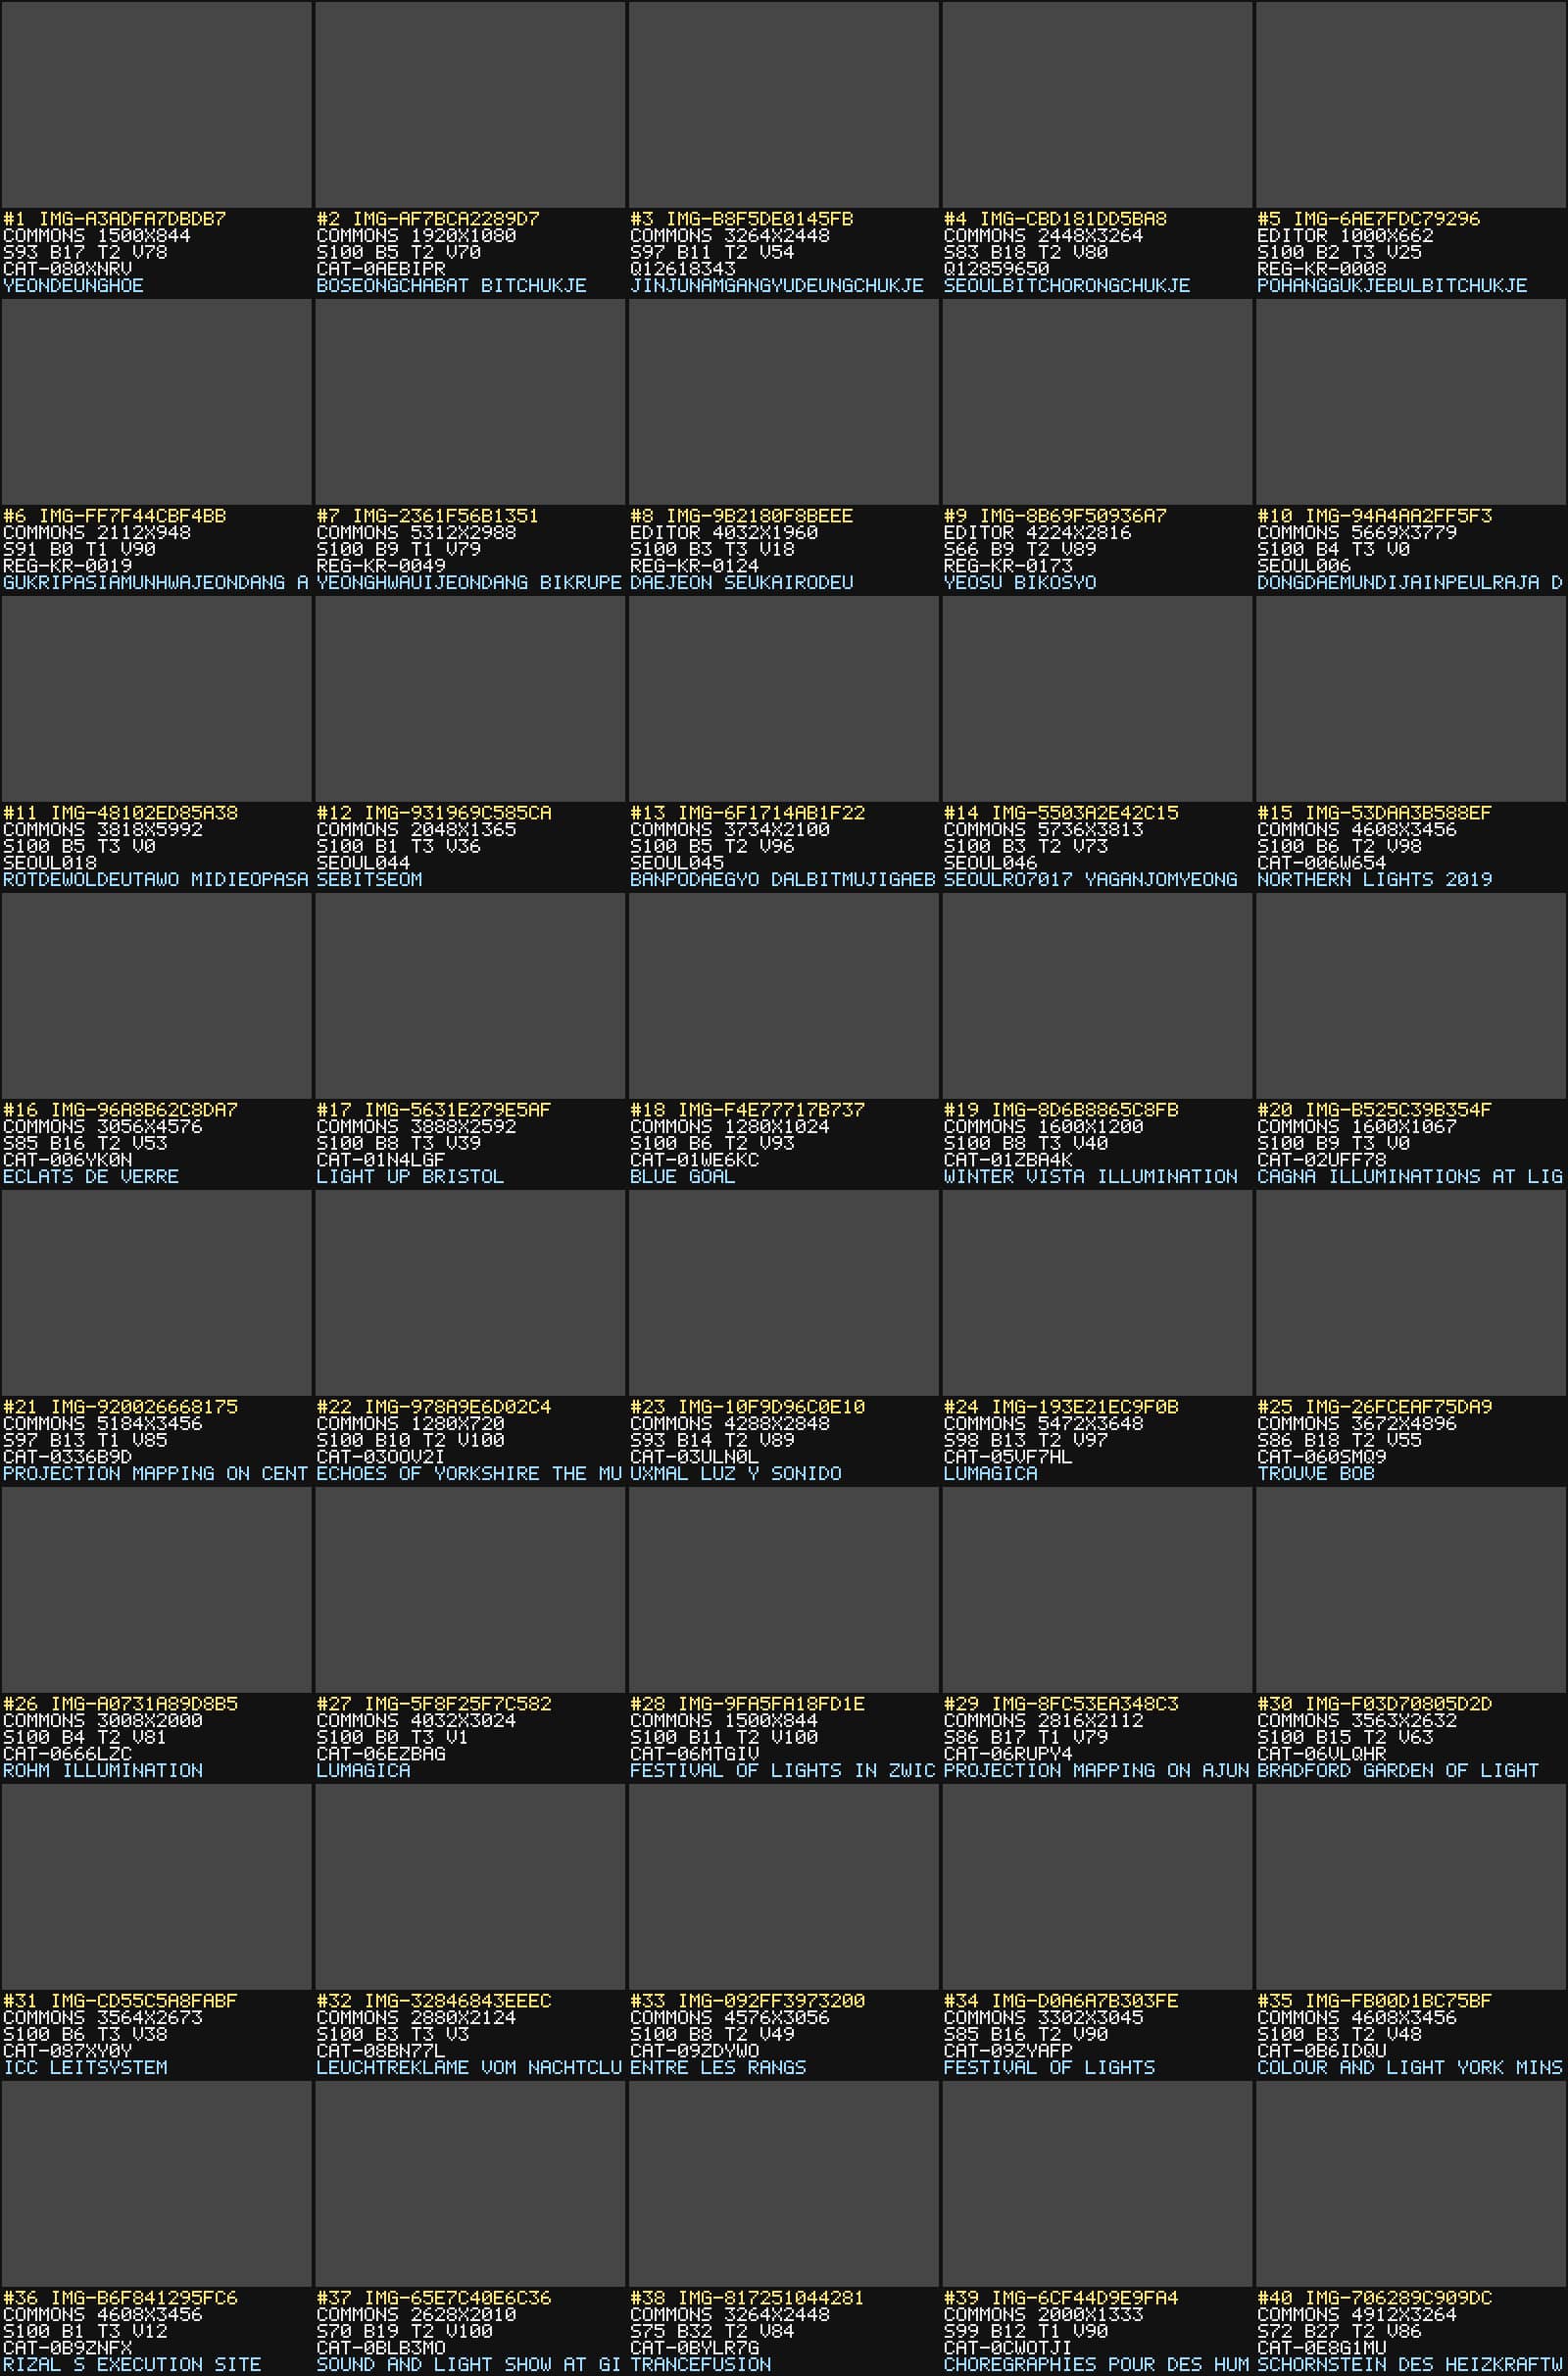 #1 IMG-A3ADFA7DBDB7
COMMONS 1500X844
S93 B17 T2 V78
CAT-080XNRV
YEONDEUNGHOE
#2 IMG-AF7BCA2289D7
COMMONS 1920X1080
S100 B5 T2 V70
CAT-0AEBIPR
BOSEONGCHABAT BITCHUKJE
#3 IMG-B8F5DE0145FB
COMMONS 3264X2448
S97 B11 T2 V54
Q12618343
JINJUNAMGANGYUDEUNGCHUKJE
#4 IMG-CBD181DD5BA8
COMMONS 2448X3264
S83 B18 T2 V80
Q12859650
SEOULBITCHORONGCHUKJE
#5 IMG-6AE7FDC79296
EDITOR 1000X662
S100 B2 T3 V25
REG-KR-0008
POHANGGUKJEBULBITCHUKJE
#6 IMG-FF7F44CBF4BB
COMMONS 2112X948
S91 B0 T1 V90
REG-KR-0019
GUKRIPASIAMUNHWAJEONDANG A
#7 IMG-2361F56B1351
COMMONS 5312X2988
S100 B9 T1 V79
REG-KR-0049
YEONGHWAUIJEONDANG BIKRUPE
#8 IMG-9B2180F8BEEE
EDITOR 4032X1960
S100 B3 T3 V18
REG-KR-0124
DAEJEON SEUKAIRODEU
#9 IMG-8B69F50936A7
EDITOR 4224X2816
S66 B9 T2 V89
REG-KR-0173
YEOSU BIKOSYO
#10 IMG-94A4AA2FF5F3
COMMONS 5669X3779
S100 B4 T3 V0
SEOUL006
DONGDAEMUNDIJAINPEULRAJA D
#11 IMG-48102ED85A38
COMMONS 3818X5992
S100 B5 T3 V0
SEOUL018
ROTDEWOLDEUTAWO MIDIEOPASA
#12 IMG-931969C585CA
COMMONS 2048X1365
S100 B1 T3 V36
SEOUL044
SEBITSEOM
#13 IMG-6F1714AB1F22
COMMONS 3734X2100
S100 B5 T2 V96
SEOUL045
BANPODAEGYO DALBITMUJIGAEB
#14 IMG-5503A2E42C15
COMMONS 5736X3813
S100 B3 T2 V73
SEOUL046
SEOULRO7017 YAGANJOMYEONG
#15 IMG-53DAA3B588EF
COMMONS 4608X3456
S100 B6 T2 V98
CAT-006W654
NORTHERN LIGHTS 2019
#16 IMG-96A8B62C8DA7
COMMONS 3056X4576
S85 B16 T2 V53
CAT-006YK0N
ECLATS DE VERRE
#17 IMG-5631E279E5AF
COMMONS 3888X2592
S100 B8 T3 V39
CAT-01N4LGF
LIGHT UP BRISTOL
#18 IMG-F4E77717B737
COMMONS 1280X1024
S100 B6 T2 V93
CAT-01WE6KC
BLUE GOAL
#19 IMG-8D6B8865C8FB
COMMONS 1600X1200
S100 B8 T3 V40
CAT-01ZBA4K
WINTER VISTA ILLUMINATION
#20 IMG-B525C39B354F
COMMONS 1600X1067
S100 B9 T3 V0
CAT-02UFF78
CAGNA ILLUMINATIONS AT LIG
#21 IMG-920026668175
COMMONS 5184X3456
S97 B13 T1 V85
CAT-0336B9D
PROJECTION MAPPING ON CENT
#22 IMG-978A9E6D02C4
COMMONS 1280X720
S100 B10 T2 V100
CAT-03OOV2I
ECHOES OF YORKSHIRE THE MU
#23 IMG-10F9D96C0E10
COMMONS 4288X2848
S93 B14 T2 V89
CAT-03ULN0L
UXMAL LUZ Y SONIDO
#24 IMG-193E21EC9F0B
COMMONS 5472X3648
S98 B13 T2 V97
CAT-05VF7HL
LUMAGICA
#25 IMG-26FCEAF75DA9
COMMONS 3672X4896
S86 B18 T2 V55
CAT-060SMQ9
TROUVE BOB
#26 IMG-A0731A89D8B5
COMMONS 3008X2000
S100 B4 T2 V81
CAT-0666LZC
ROHM ILLUMINATION
#27 IMG-5F8F25F7C582
COMMONS 4032X3024
S100 B0 T3 V1
CAT-06EZBAG
LUMAGICA
#28 IMG-9FA5FA18FD1E
COMMONS 1500X844
S100 B11 T2 V100
CAT-06MTGIV
FESTIVAL OF LIGHTS IN ZWIC
#29 IMG-8FC53EA348C3
COMMONS 2816X2112
S86 B17 T1 V79
CAT-06RUPY4
PROJECTION MAPPING ON AJUN
#30 IMG-F03D70805D2D
COMMONS 3563X2632
S100 B15 T2 V63
CAT-06VLQHR
BRADFORD GARDEN OF LIGHT
#31 IMG-CD55C5A8FABF
COMMONS 3564X2673
S100 B6 T3 V38
CAT-087XY0Y
ICC LEITSYSTEM
#32 IMG-32846843EEEC
COMMONS 2880X2124
S100 B3 T3 V3
CAT-08BN77L
LEUCHTREKLAME VOM NACHTCLU
#33 IMG-092FF3973200
COMMONS 4576X3056
S100 B8 T2 V49
CAT-09ZDYWO
ENTRE LES RANGS
#34 IMG-D0A6A7B303FE
COMMONS 3302X3045
S85 B16 T2 V90
CAT-09ZYAFP
FESTIVAL OF LIGHTS
#35 IMG-FB00D1BC75BF
COMMONS 4608X3456
S100 B3 T2 V48
CAT-0B6IDQU
COLOUR AND LIGHT YORK MINS
#36 IMG-B6F841295FC6
COMMONS 4608X3456
S100 B1 T3 V12
CAT-0B9ZNFX
RIZAL S EXECUTION SITE
#37 IMG-65E7C40E6C36
COMMONS 2628X2010
S70 B19 T2 V100
CAT-0BLB3MO
SOUND AND LIGHT SHOW AT GI
#38 IMG-817251044281
COMMONS 3264X2448
S75 B32 T2 V84
CAT-0BYLR7G
TRANCEFUSION
#39 IMG-6CF44D9E9FA4
COMMONS 2000X1333
S99 B12 T1 V90
CAT-0CWOTJI
CHOREGRAPHIES POUR DES HUM
#40 IMG-706289C909DC
COMMONS 4912X3264
S72 B27 T2 V86
CAT-0E8G1MU
SCHORNSTEIN DES HEIZKRAFTW